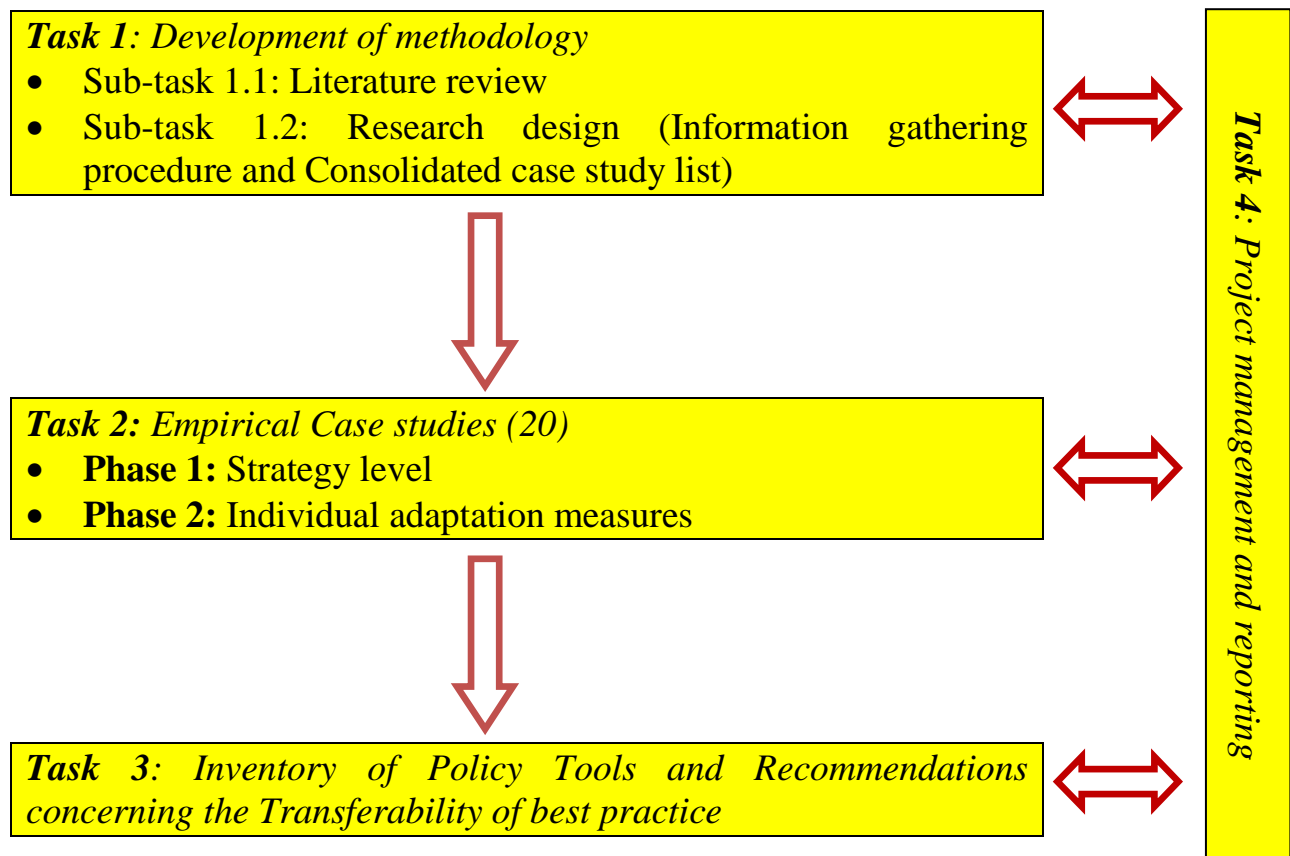 Task 1: Development of methodology
• Sub-task 1.1: Literature review
• Sub-task 1.2: Research design (Information gathering
procedure and Consolidated case study list)
Task 2: Empirical Case studies (20)
• Phase 1: Strategy level
• Phase 2: Individual adaptation measures
Task 3: Inventory of Policy Tools and Recommendations
concerning the Transferability of best practice
Task 4: Project management and reporting